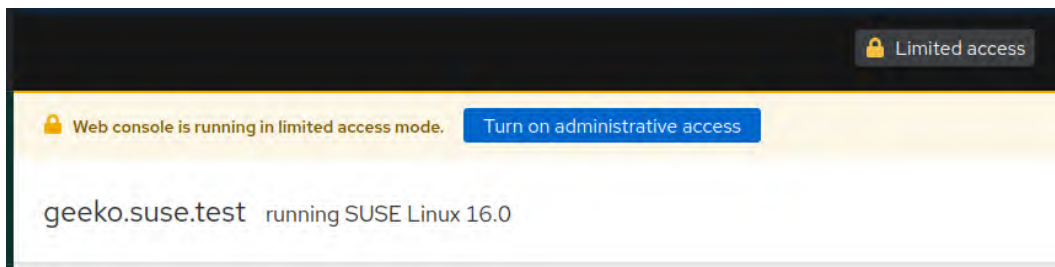 Limited access
Web console is running in limited access mode. Turn on administrative access
geeko.suse.test running SUSE Linux 16.0